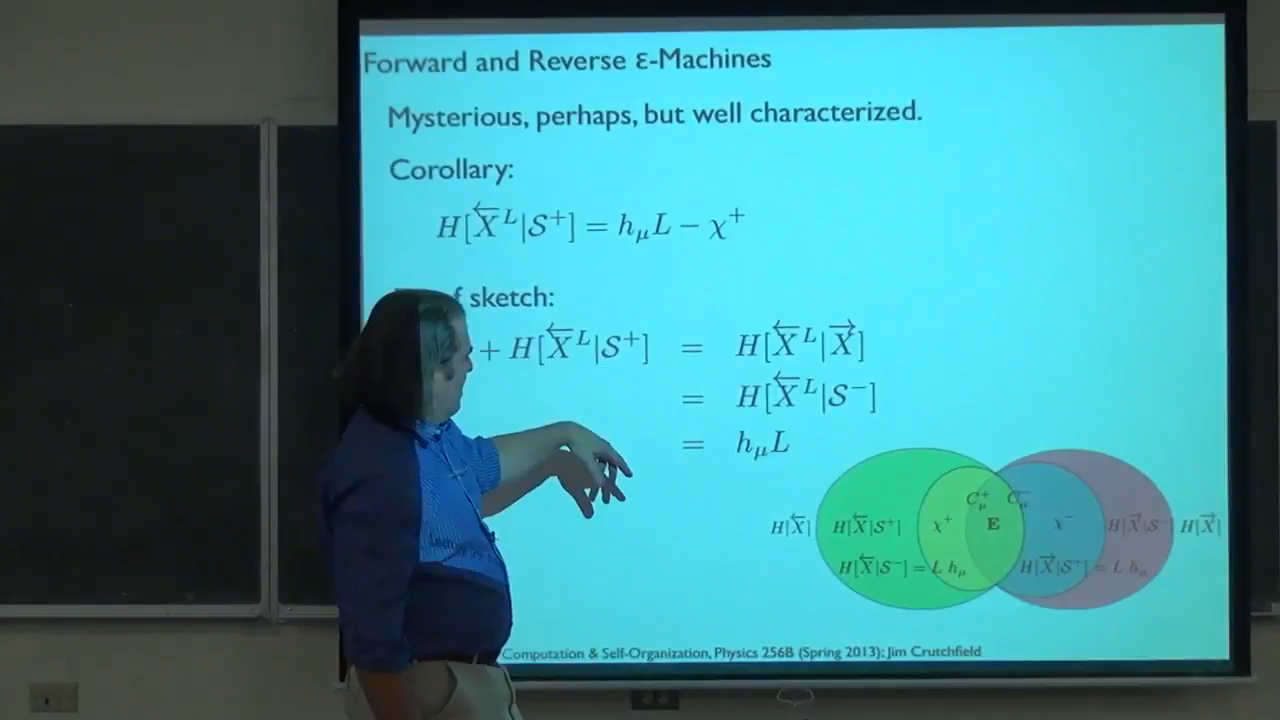 Forward and Reverse ε-Machines
Mysterious, perhaps, but well characterized.
Corollary:
H[X⃖ᴸ|S⁺] = h_μL − χ⁺
sketch:
+ H[X⃖ᴸ|S⁺] = H[X⃖ᴸ|X⃗]
= H[X⃖ᴸ|S⁻]
= h_μL
C_μ⁺ C_μ⁻
H[X⃖] H[X⃖|S⁺] χ⁺ E χ⁻ H[X⃗|S⁻] H[X⃗]
H[X⃖|S⁻] = L h_μ H[X⃗|S⁺] = L h_μ
Computation & Self-Organization, Physics 256B (Spring 2013); Jim Crutchfield